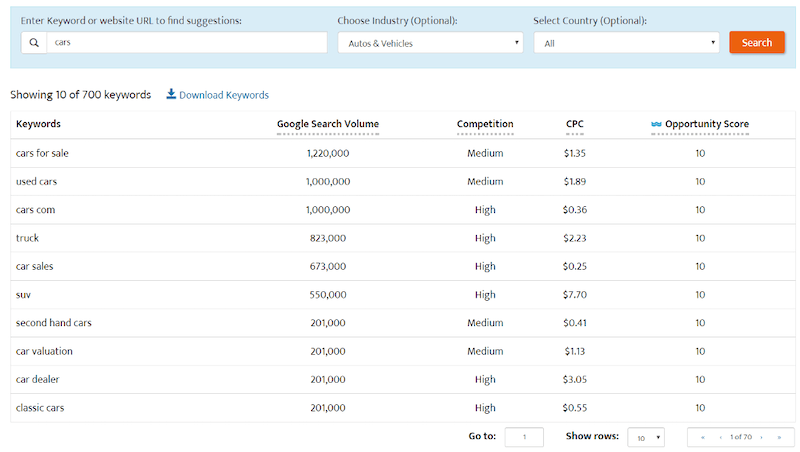 Enter Keyword or website URL to find suggestions: Choose Industry (Optional): Select Country (Optional):
cars Autos & Vehicles All Search
Showing 10 of 700 keywords Download Keywords
Keywords Google Search Volume Competition CPC Opportunity Score
cars for sale 1,220,000 Medium $1.35 10
used cars 1,000,000 Medium $1.89 10
cars com 1,000,000 High $0.36 10
truck 823,000 High $2.23 10
car sales 673,000 High $0.25 10
suv 550,000 High $7.70 10
second hand cars 201,000 Medium $0.41 10
car valuation 201,000 Medium $1.13 10
car dealer 201,000 High $3.05 10
classic cars 201,000 High $0.55 10
Go to: 1 Show rows: 10 « ‹ 1 of 70 › »